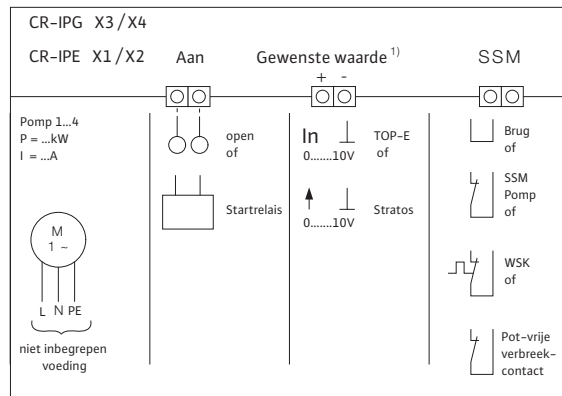 CR-IPG X3/X4
CR-IPE X1/X2 Aan Gewenste waarde 1) SSM
+ -
Pomp 1...4
P = ...kW
I = ...A
M
1 ~
L N PE
niet inbegrepen
voeding
open
of
Startrelais
In TOP-E
0.......10V of
Stratos
0.......10V
Brug
of
SSM
Pomp
of
WSK
of
Pot-vrije
verbreek-
contact